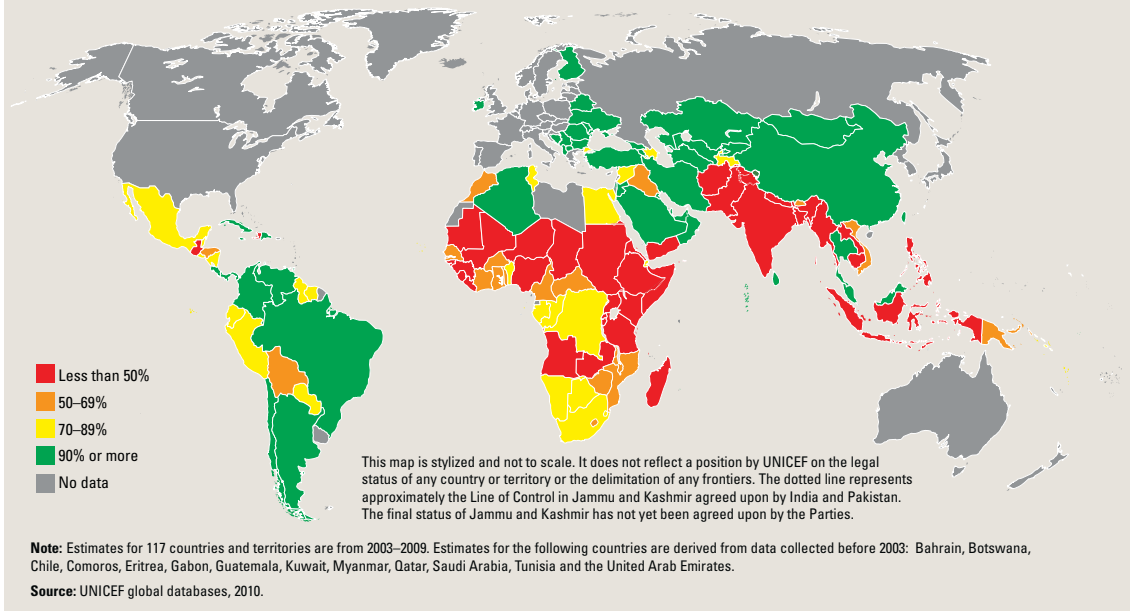 Less than 50%
50–69%
70–89%
90% or more
No data
This map is stylized and not to scale. It does not reflect a position by UNICEF on the legal
status of any country or territory or the delimitation of any frontiers. The dotted line represents
approximately the Line of Control in Jammu and Kashmir agreed upon by India and Pakistan.
The final status of Jammu and Kashmir has not yet been agreed upon by the Parties.
Note: Estimates for 117 countries and territories are from 2003–2009. Estimates for the following countries are derived from data collected before 2003: Bahrain, Botswana,
Chile, Comoros, Eritrea, Gabon, Guatemala, Kuwait, Myanmar, Qatar, Saudi Arabia, Tunisia and the United Arab Emirates.
Source: UNICEF global databases, 2010.